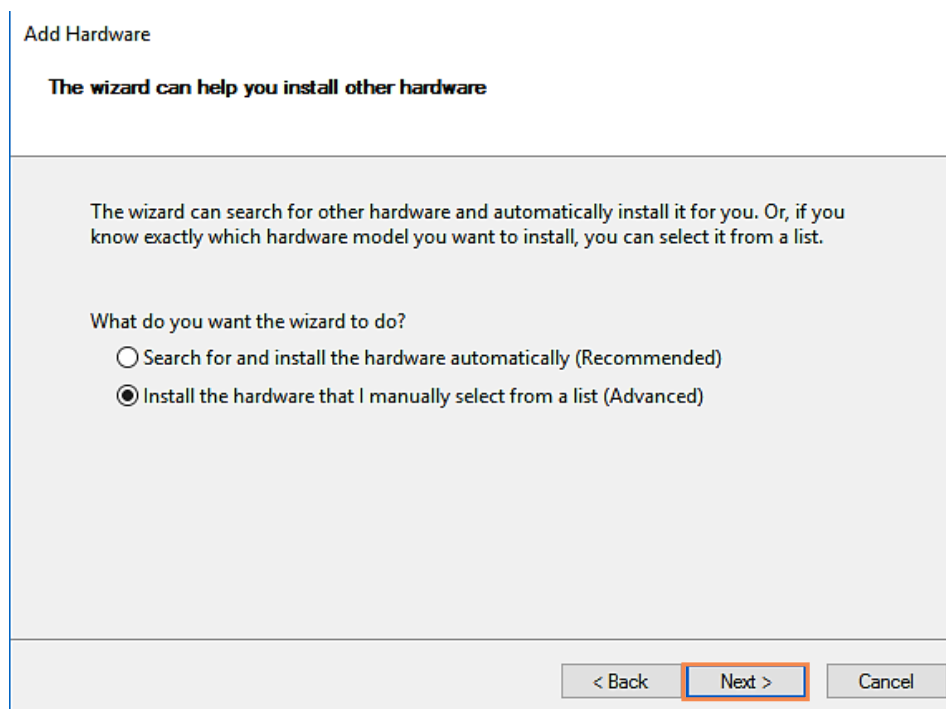 Add Hardware
The wizard can help you install other hardware
The wizard can search for other hardware and automatically install it for you. Or, if you
know exactly which hardware model you want to install, you can select it from a list.
What do you want the wizard to do?
Search for and install the hardware automatically (Recommended)
Install the hardware that I manually select from a list (Advanced)
< Back Next > Cancel